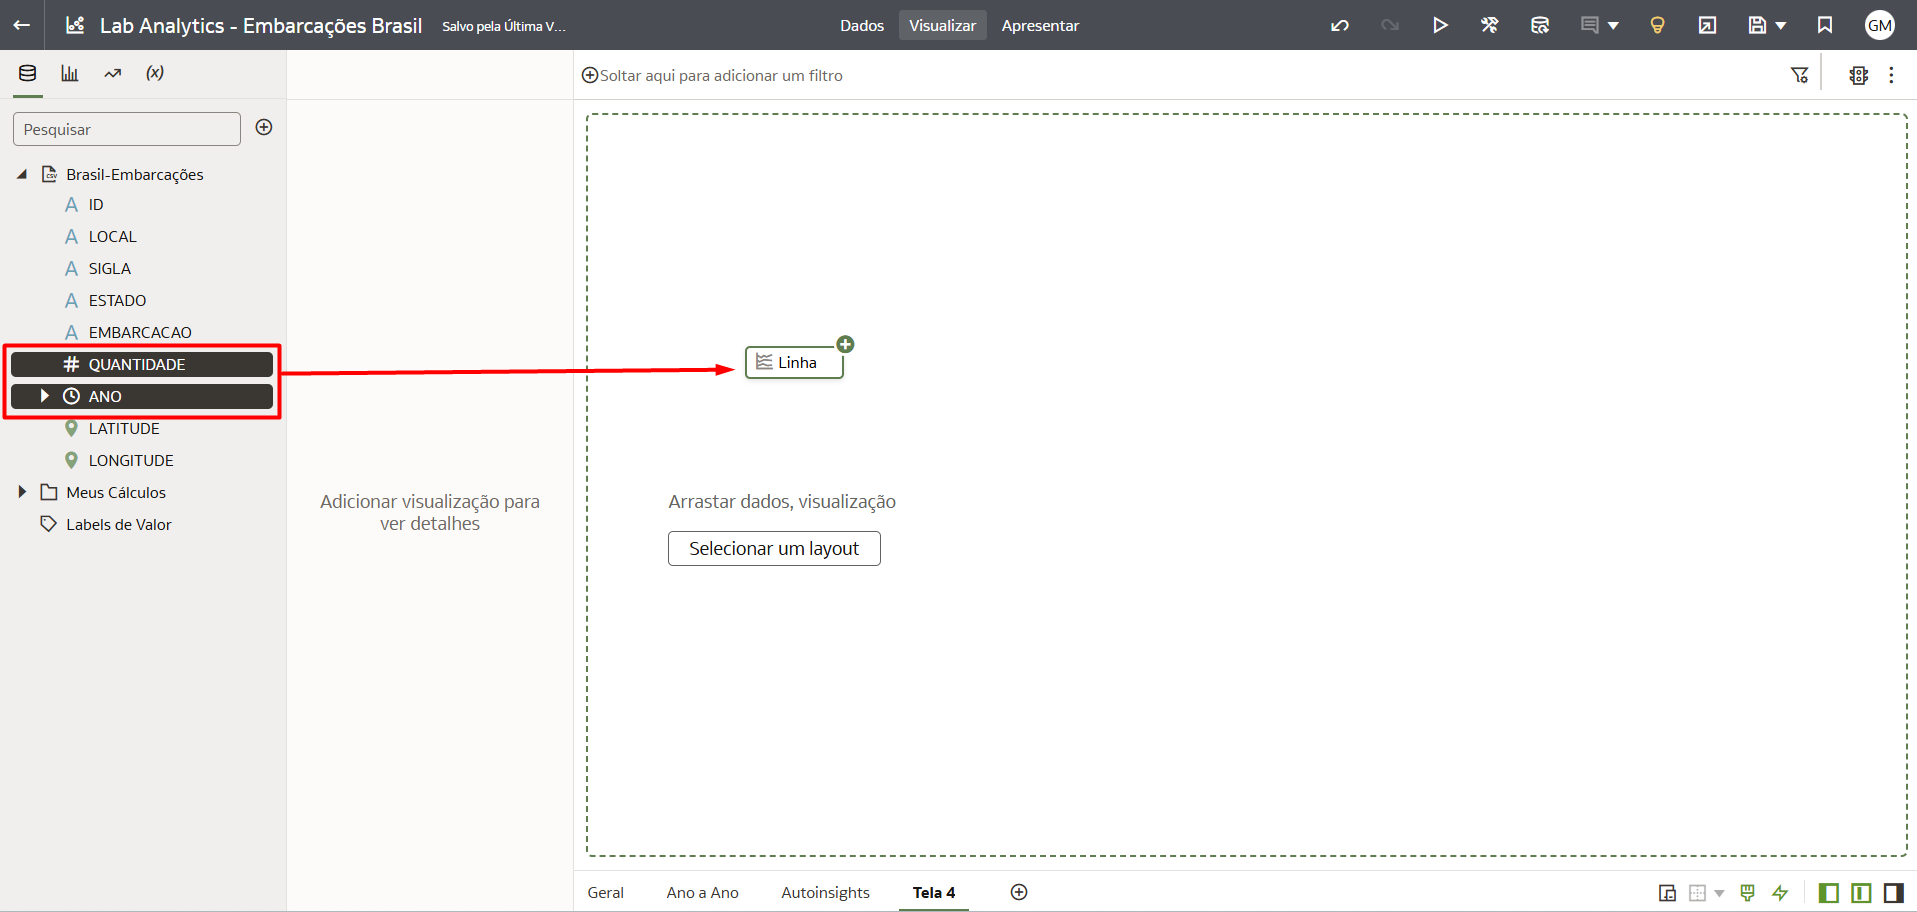 Lab Analytics - Embarcações Brasil
Salvo pela Última V...
Dados
Visualizar
Apresentar
GM
(x)
Soltar aqui para adicionar um filtro
Pesquisar
CSV
Brasil-Embarcações
A ID
A LOCAL
A SIGLA
A ESTADO
A EMBARCACAO
# QUANTIDADE
ANO
LATITUDE
LONGITUDE
Meus Cálculos
Labels de Valor
Adicionar visualização para
ver detalhes
Linha
Arrastar dados, visualização
Selecionar um layout
Geral
Ano a Ano
Autoinsights
Tela 4